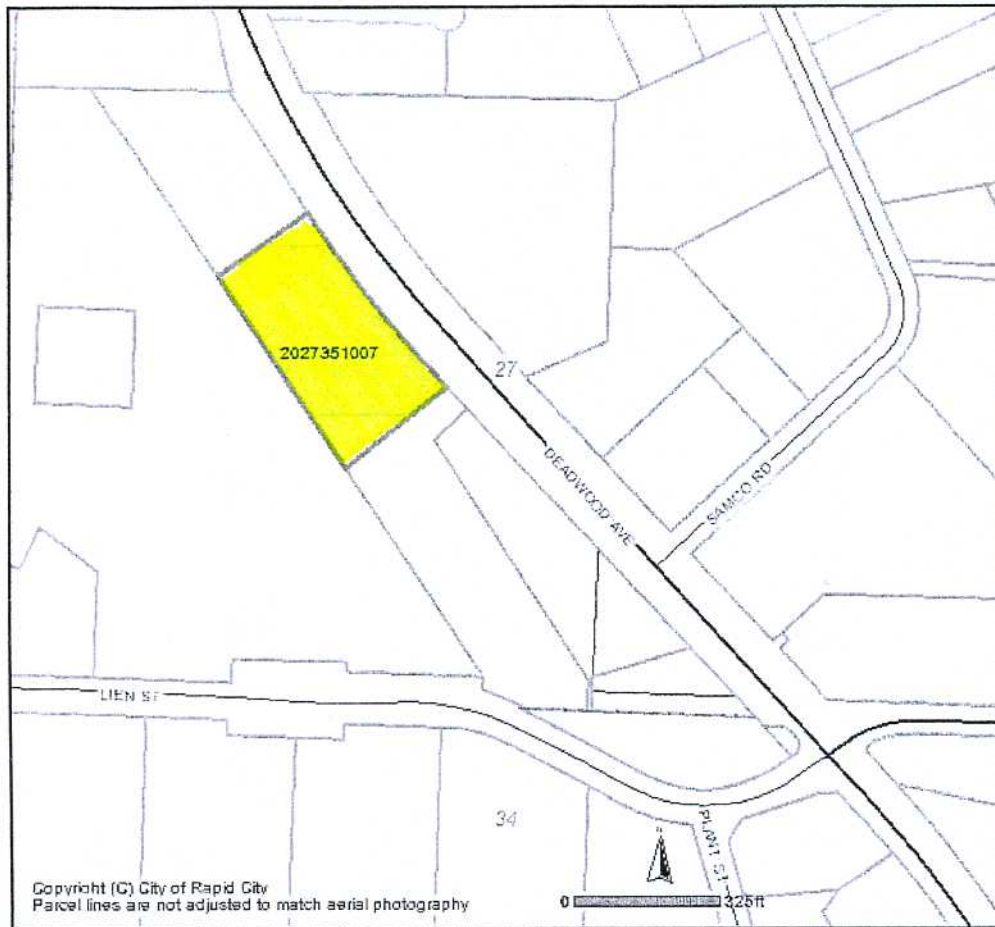 2027351007
27
DEADWOOD AVE
SAMCO RD
LIEN ST
34
PLANT ST
Copyright (C) City of Rapid City
Parcel lines are not adjusted to match aerial photography
0 325ft